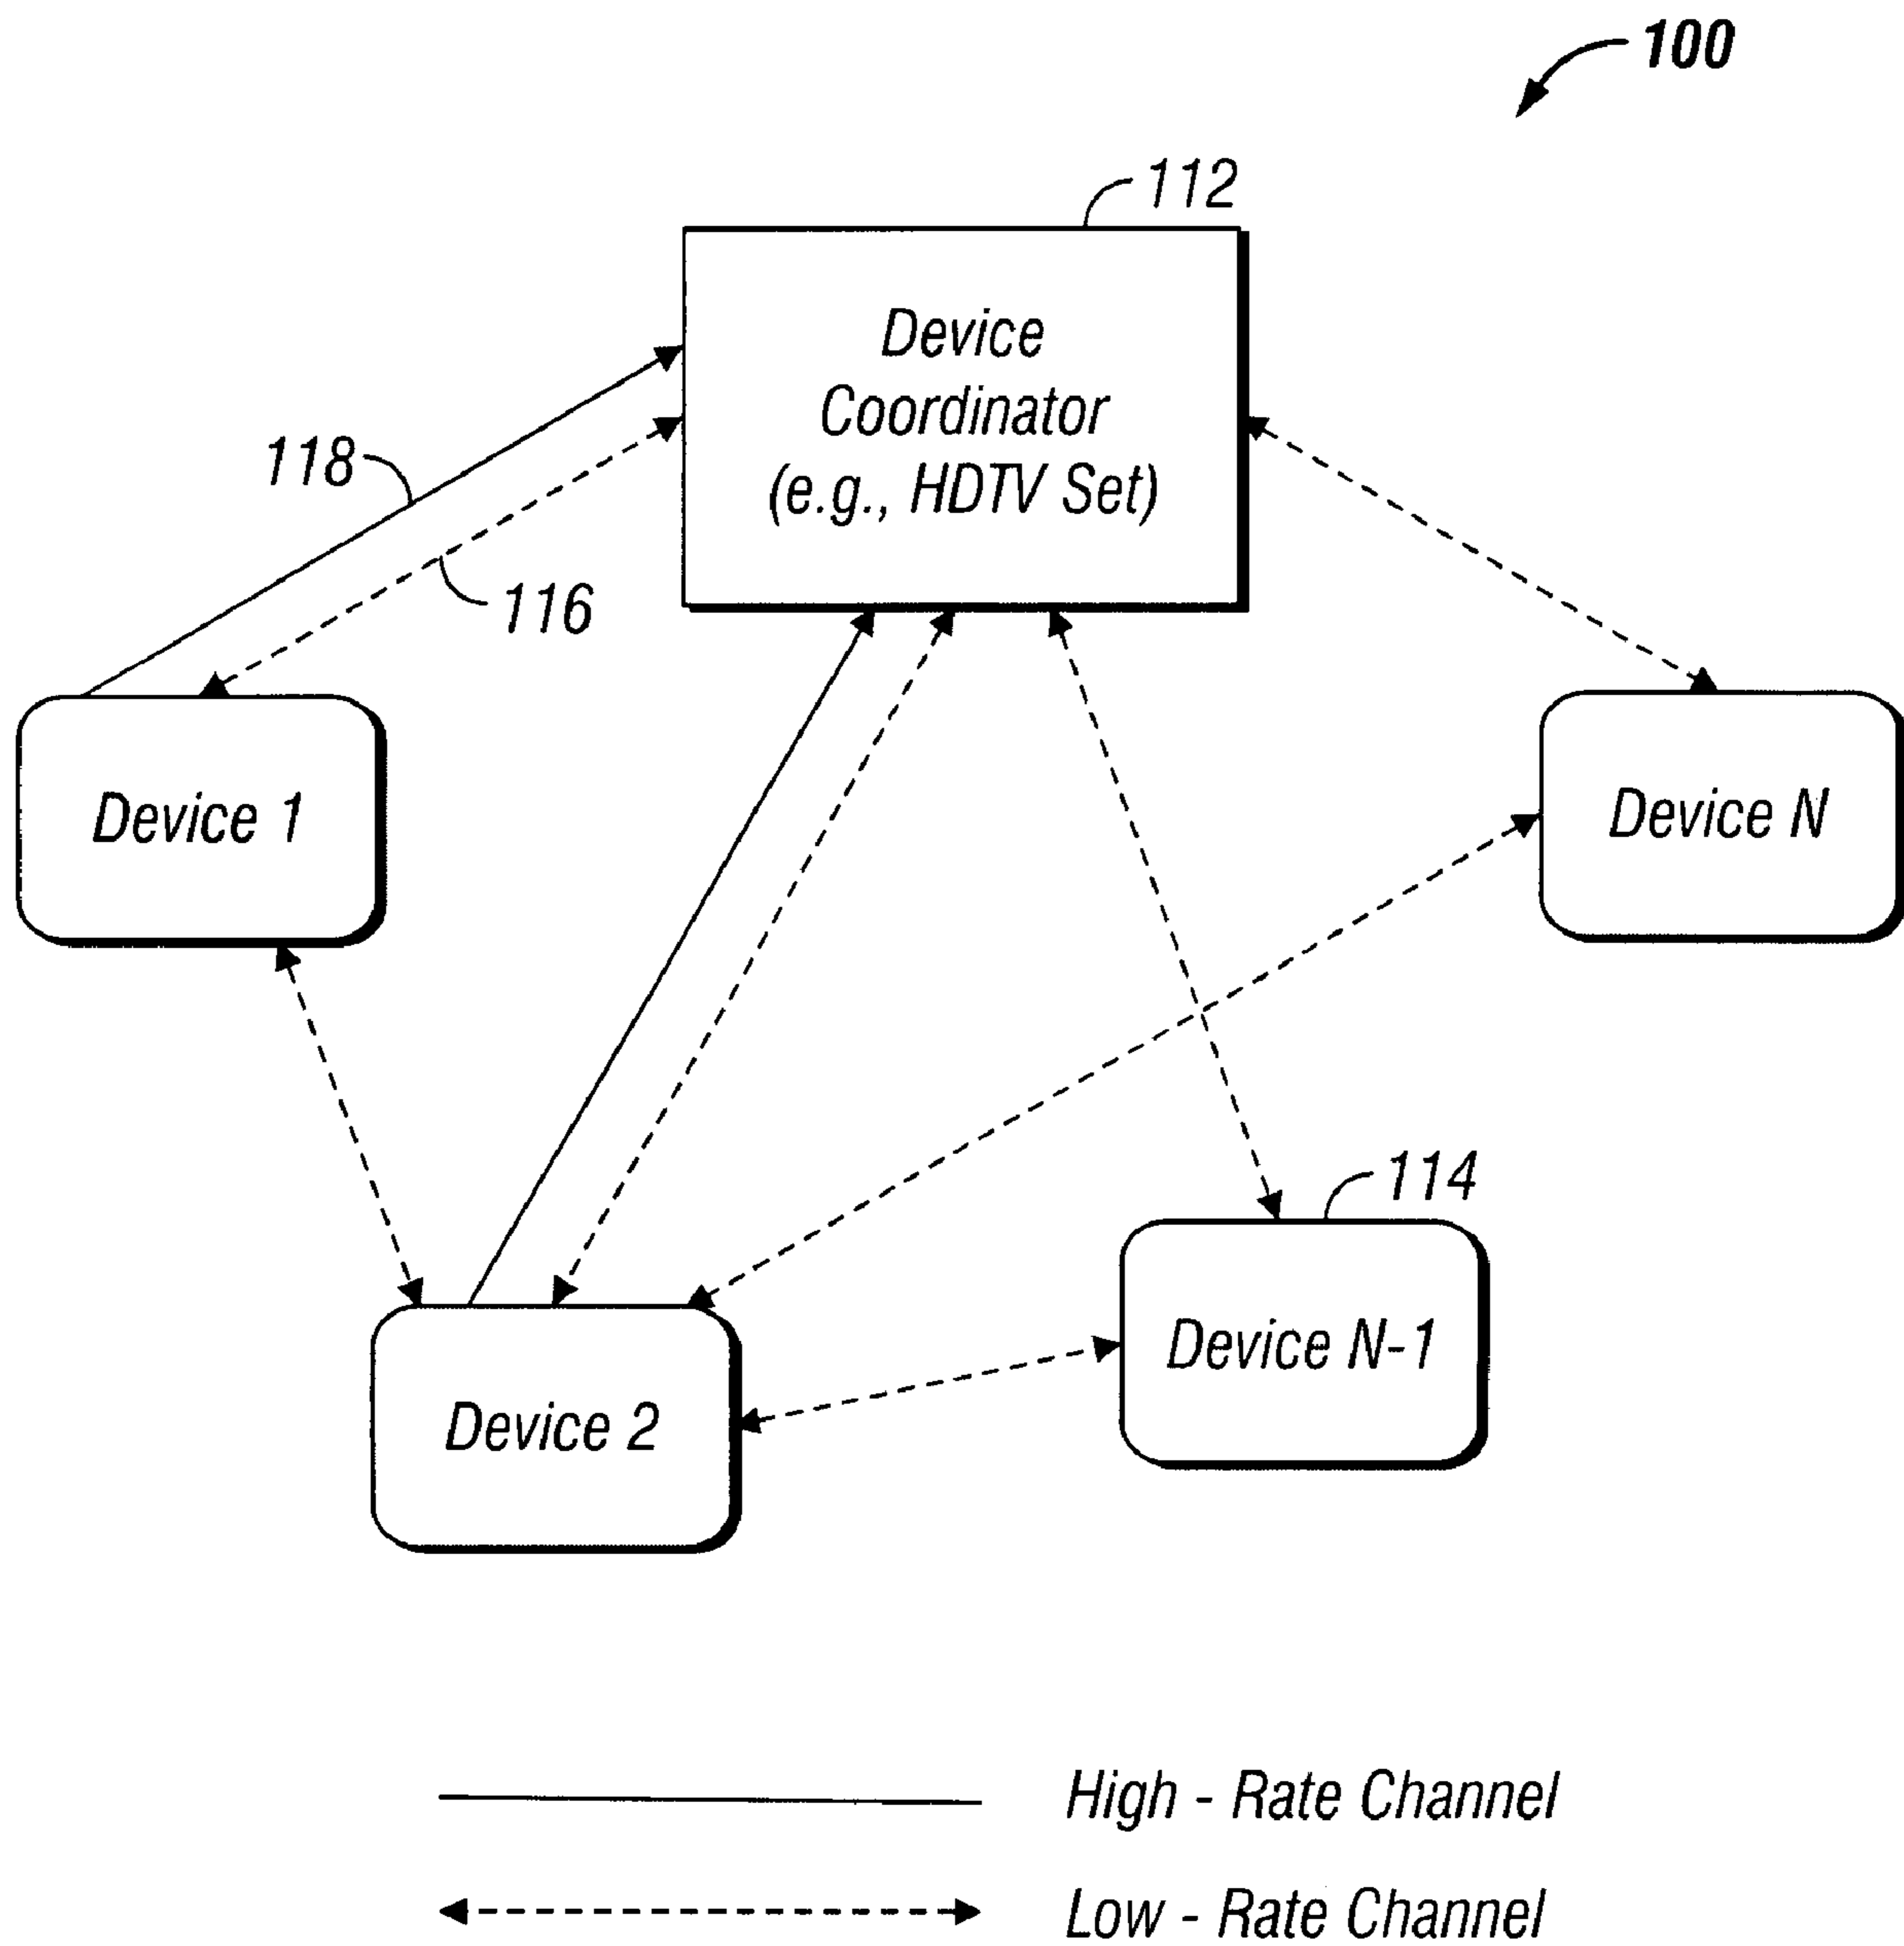 100
112
Device
Coordinator
(e.g., HDTV Set)
118
116
Device 1
Device N
114
Device N-1
Device 2
High - Rate Channel
Low - Rate Channel